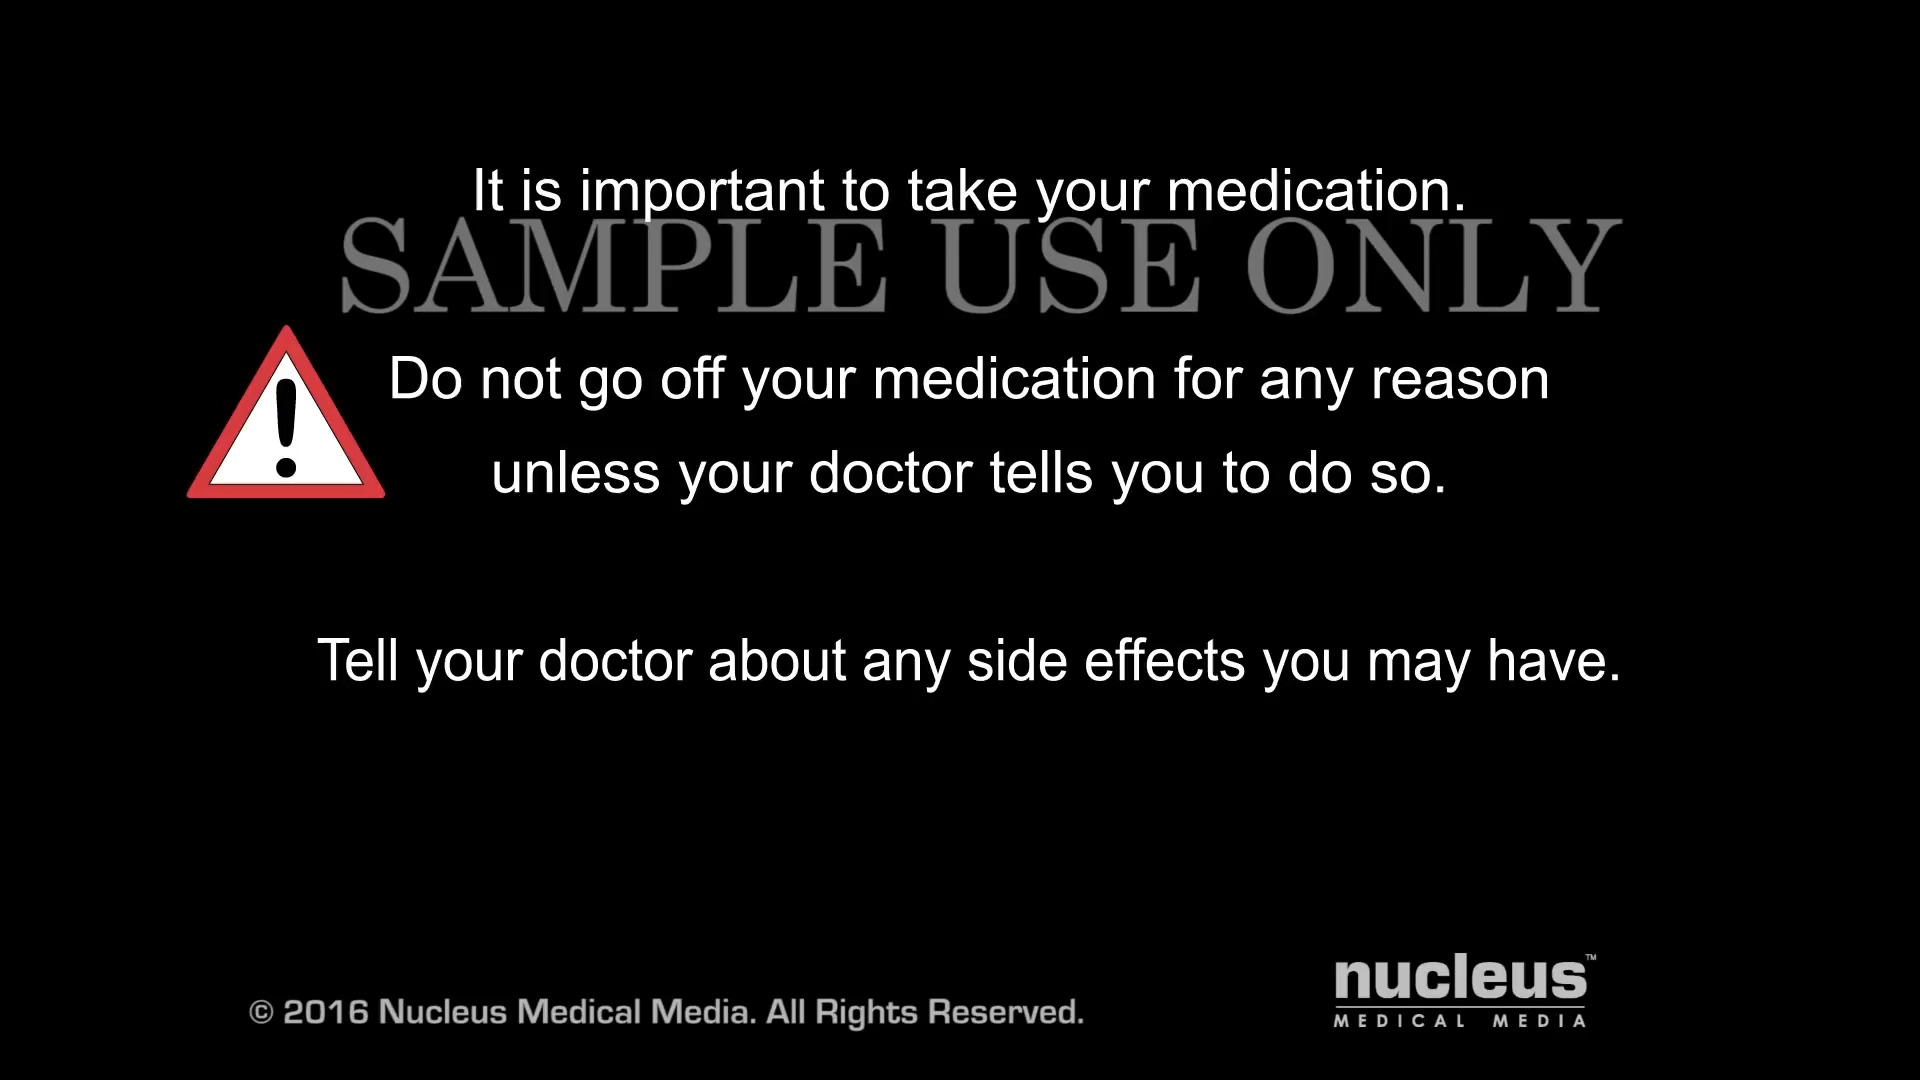 It is important to take your medication.
SAMPLE USE ONLY
Do not go off your medication for any reason
unless your doctor tells you to do so.
Tell your doctor about any side effects you may have.
© 2016 Nucleus Medical Media. All Rights Reserved.
nucleus™
MEDICAL MEDIA